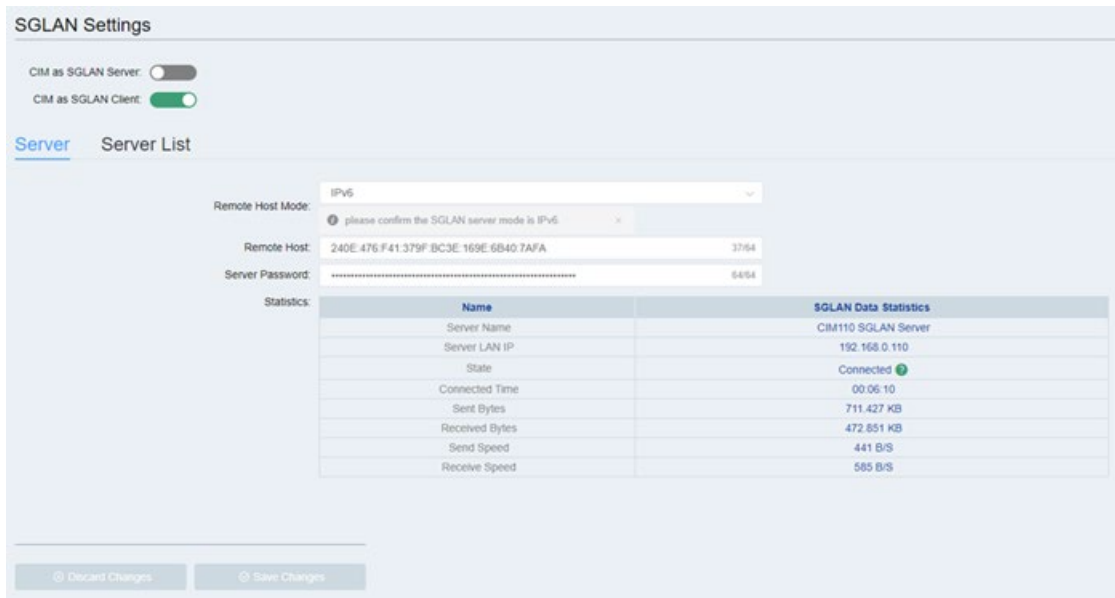 SGLAN Settings
CIM as SGLAN Server:
CIM as SGLAN Client:
Server Server List
Remote Host Mode: IPv6
please confirm the SGLAN server mode is IPv6
Remote Host: 240E:476:F41:379F:BC3E:169E:6B40:7AFA 37/64
Server Password: 64/64
Statistics:
Name SGLAN Data Statistics
Server Name CIM110 SGLAN Server
Server LAN IP 192.168.0.110
State Connected
Connected Time 00:06:10
Sent Bytes 711.427 KB
Received Bytes 472.851 KB
Send Speed 441 B/S
Receive Speed 585 B/S
Discard Changes Save Changes